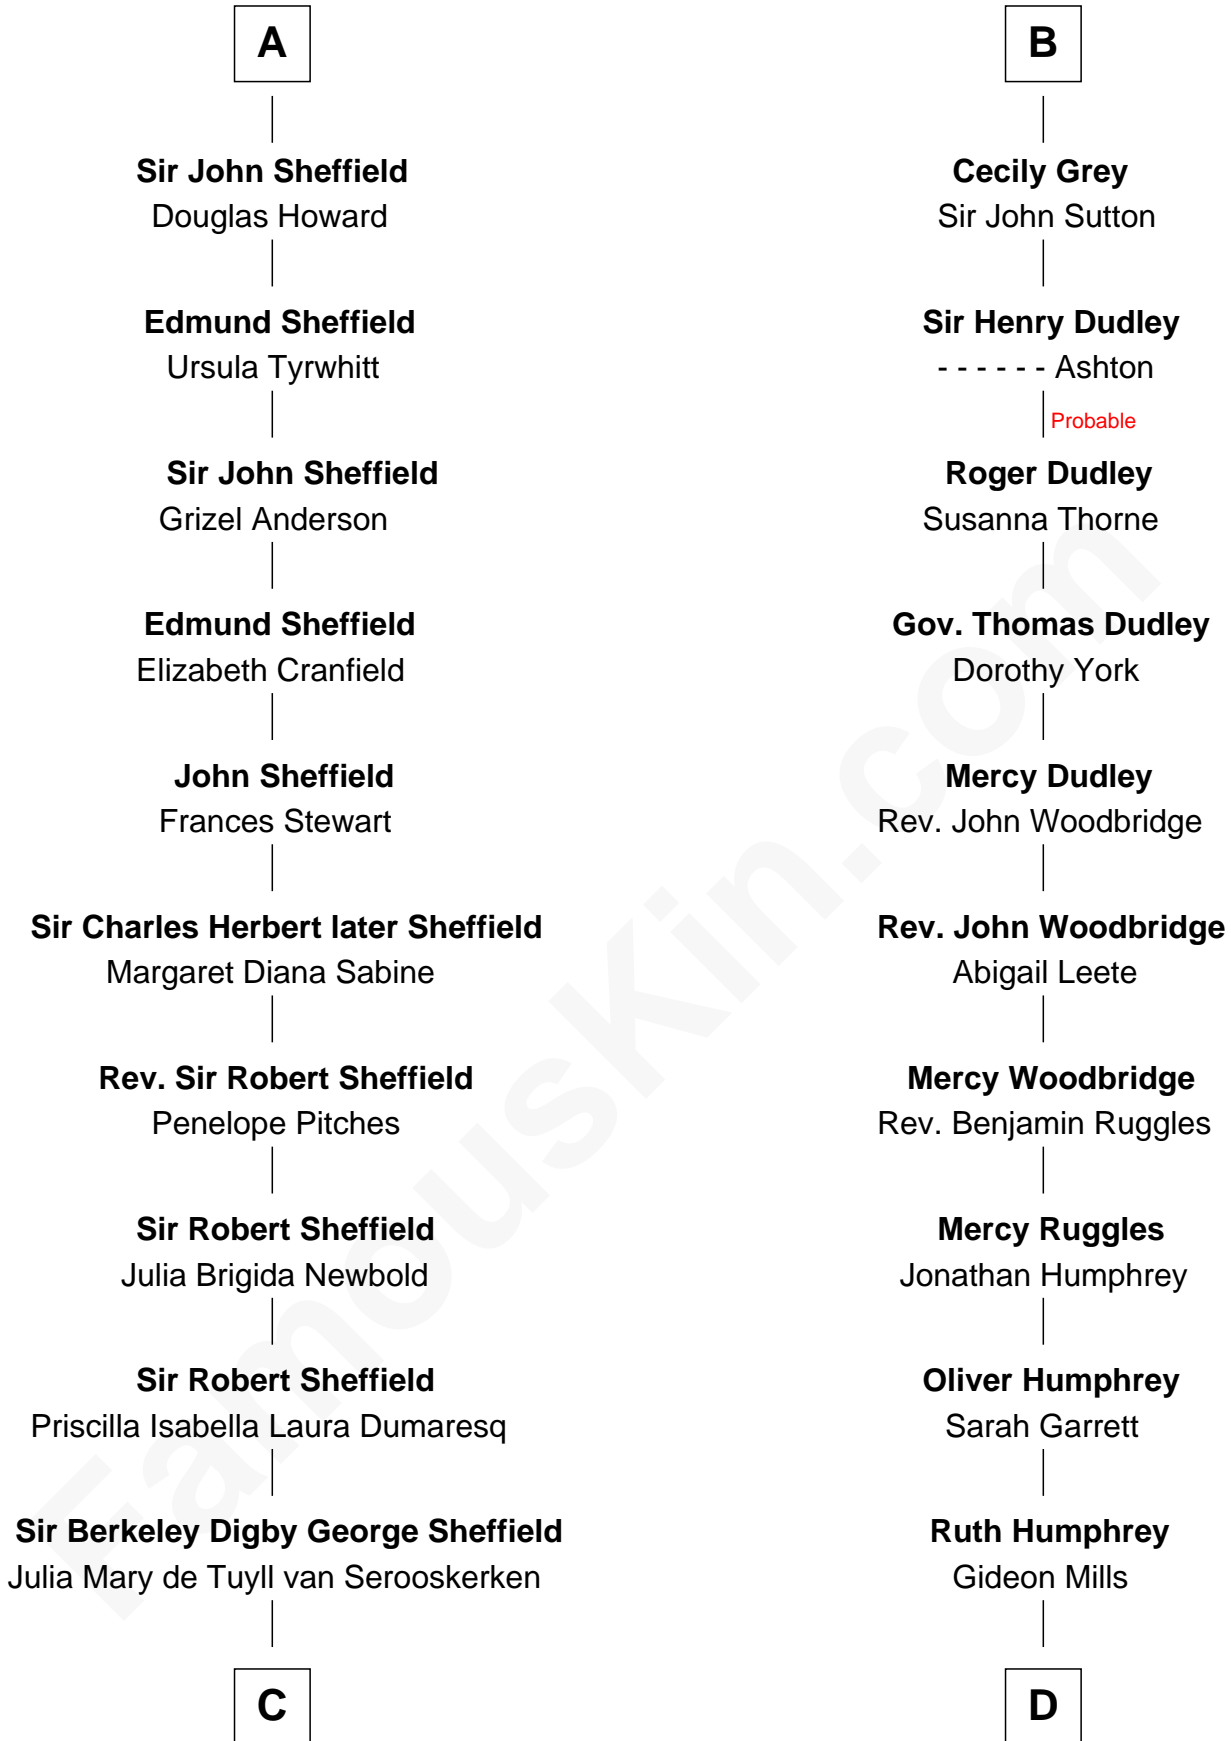 A
Sir John Sheffield
Douglas Howard
Edmund Sheffield
Ursula Tyrwhitt
Sir John Sheffield
Grizel Anderson
Edmund Sheffield
Elizabeth Cranfield
John Sheffield
Frances Stewart
Sir Charles Herbert later Sheffield
Margaret Diana Sabine
Rev. Sir Robert Sheffield
Penelope Pitches
Sir Robert Sheffield
Julia Brigida Newbold
Sir Robert Sheffield
Priscilla Isabella Laura Dumaresq
Sir Berkeley Digby George Sheffield
Julia Mary de Tuyll van Serooskerken
C
B
Cecily Grey
Sir John Sutton
Sir Henry Dudley
- - - - - - Ashton
Probable
Roger Dudley
Susanna Thorne
Gov. Thomas Dudley
Dorothy York
Mercy Dudley
Rev. John Woodbridge
Rev. John Woodbridge
Abigail Leete
Mercy Woodbridge
Rev. Benjamin Ruggles
Mercy Ruggles
Jonathan Humphrey
Oliver Humphrey
Sarah Garrett
Ruth Humphrey
Gideon Mills
D
FamousKin.com